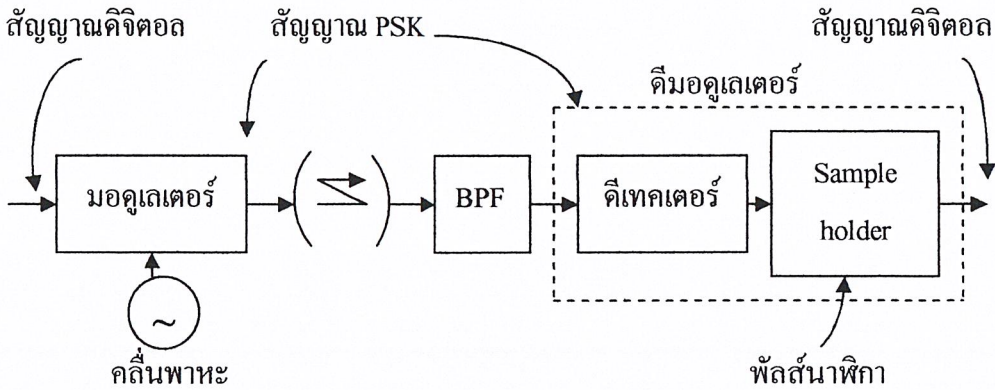 สัญญาณดิจิตอล
สัญญาณ PSK
สัญญาณดิจิตอล
ดีมอดูเลเตอร์
มอดูเลเตอร์
BPF
ดีเทคเตอร์
Sample
holder
~
คลื่นพาหะ
พัลส์นาฬิกา